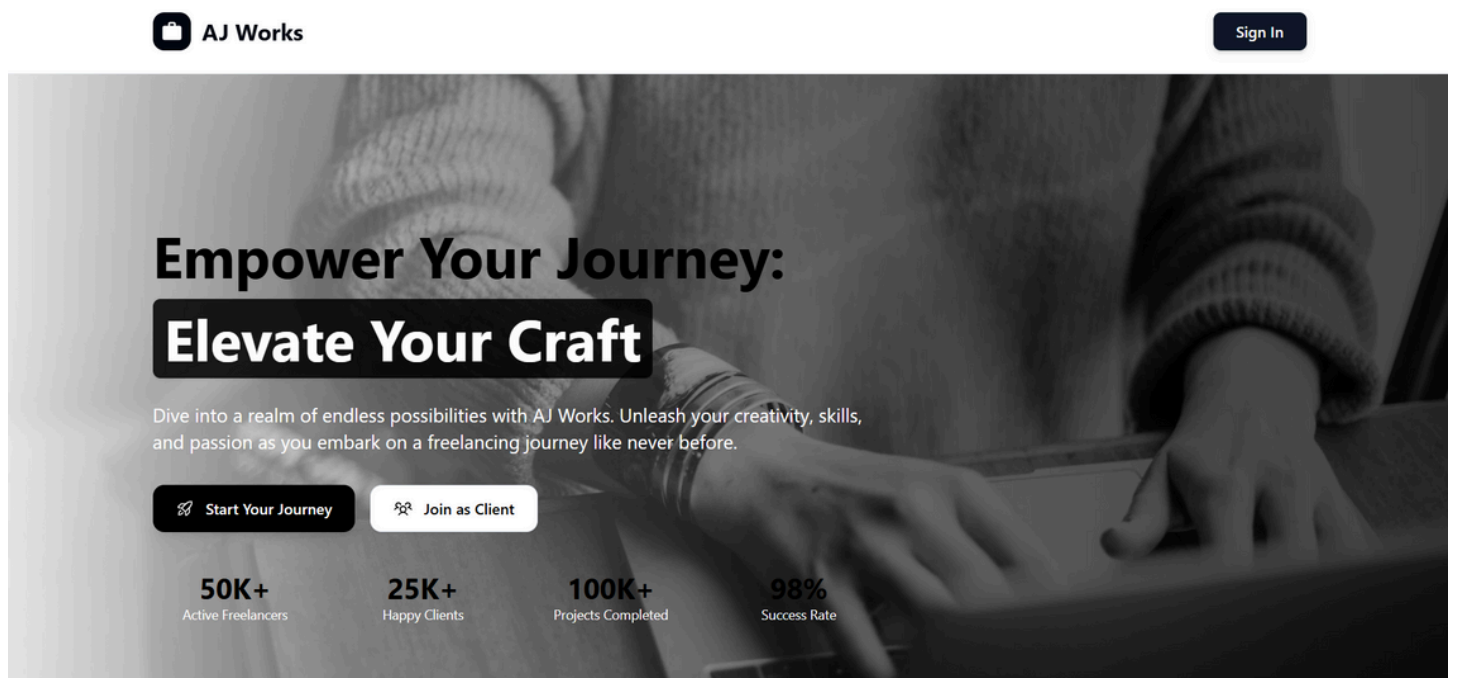 AJ Works
Sign In
Empower Your Journey:
Elevate Your Craft
Dive into a realm of endless possibilities with AJ Works. Unleash your creativity, skills,
and passion as you embark on a freelancing journey like never before.
Start Your Journey
Join as Client
50K+
Active Freelancers
25K+
Happy Clients
100K+
Projects Completed
98%
Success Rate